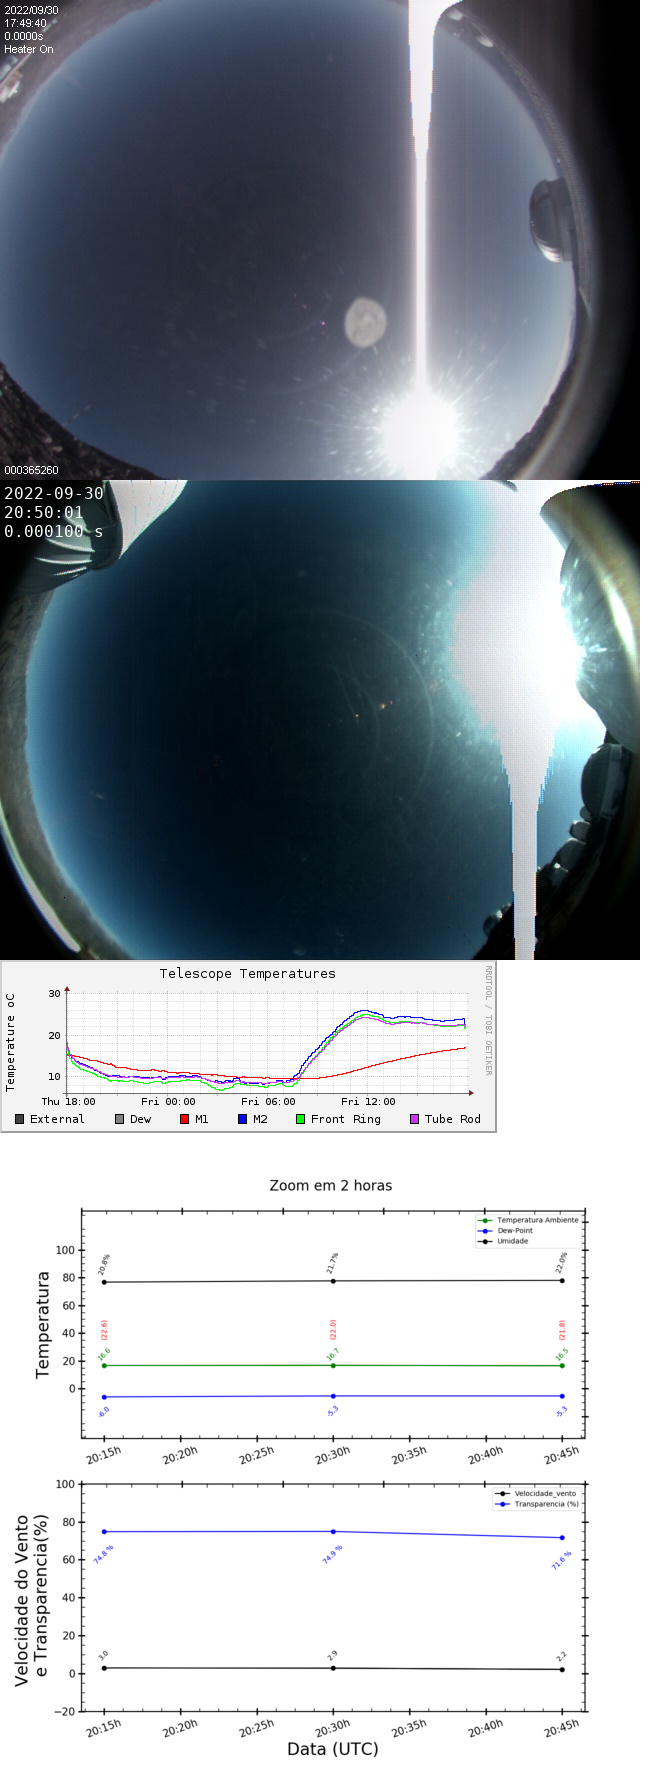 2022/09/30
17:49:40
0.0000s
Heater On
000365260
2022-09-30
20:50:01
0.000100 s
Telescope Temperatures
RRDTOOL / TOBI OETIKER
Temperature oC
30
20
10
Thu 18:00 Fri 00:00 Fri 06:00 Fri 12:00
External Dew M1 M2 Front Ring Tube Rod
Zoom em 2 horas
Temperatura Ambiente
Dew-Point
Umidade
Temperatura
100
80
60
40
20
0
20.8% 21.7% 22.0%
(22.6) (22.0) (21.8)
16.6 16.7 16.5
-6.0 -5.3 -5.3
20:15h 20:20h 20:25h 20:30h 20:35h 20:40h 20:45h
Velocidade_vento
Transparencia (%)
Velocidade do Vento
e Transparencia(%)
100
80
60
40
20
0
−20
74.8 % 74.9 % 71.6 %
3.0 2.9 2.2
20:15h 20:20h 20:25h 20:30h 20:35h 20:40h 20:45h
Data (UTC)